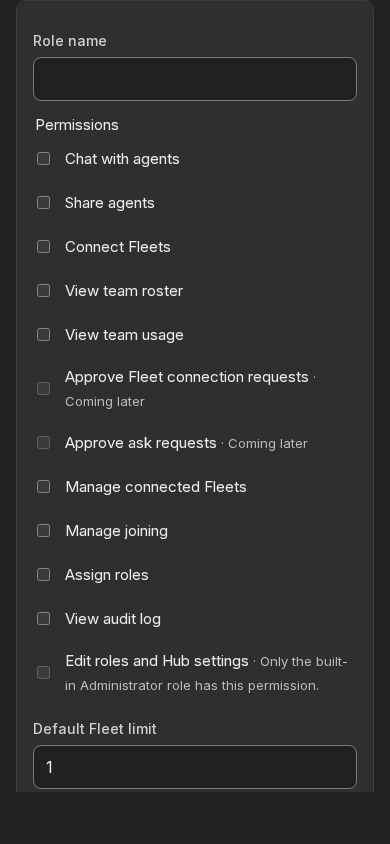 Role name
Permissions
Chat with agents
Share agents
Connect Fleets
View team roster
View team usage
Approve Fleet connection requests ·
Coming later
Approve ask requests · Coming later
Manage connected Fleets
Manage joining
Assign roles
View audit log
Edit roles and Hub settings · Only the built-
in Administrator role has this permission.
Default Fleet limit
1